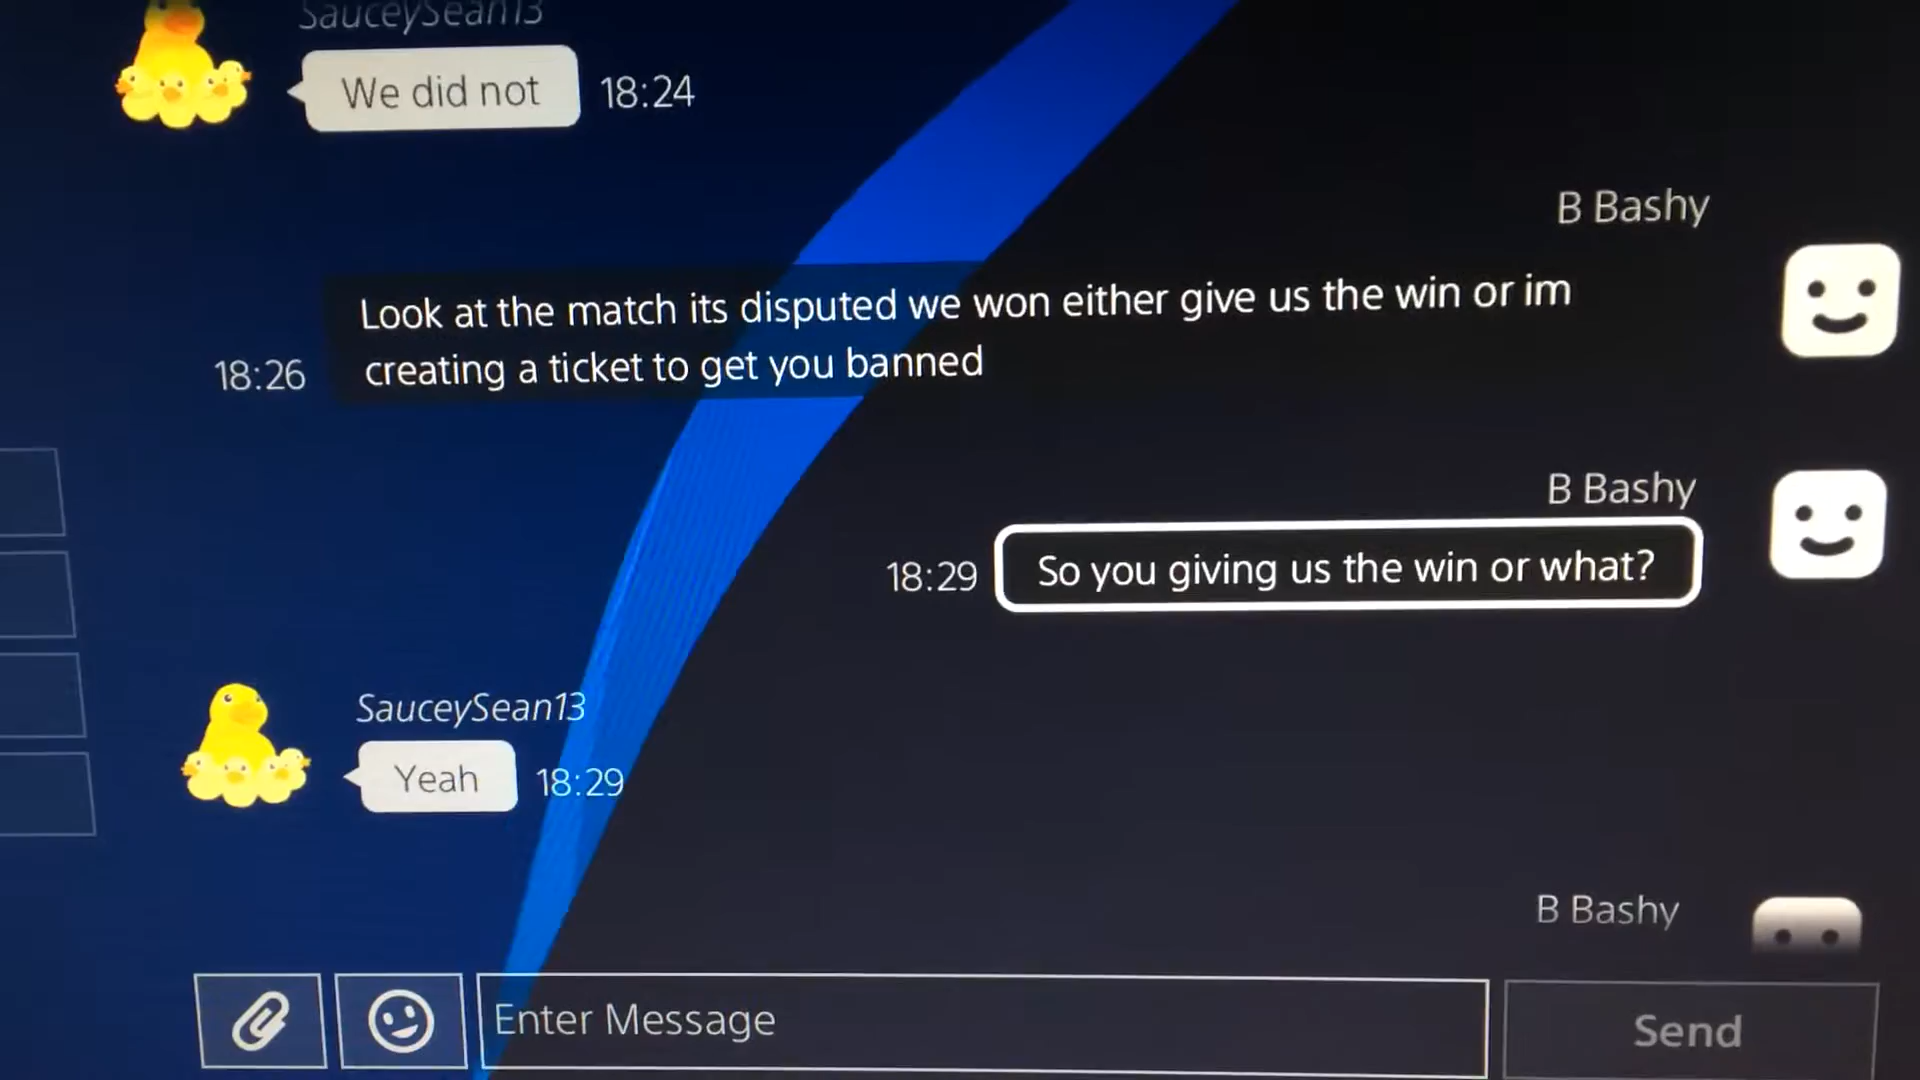 SauceySean13
We did not
18:24
B Bashy
Look at the match its disputed we won either give us the win or im
creating a ticket to get you banned
18:26
B Bashy
18:29
So you giving us the win or what?
SauceySean13
Yeah
18:29
B Bashy
Enter Message
Send